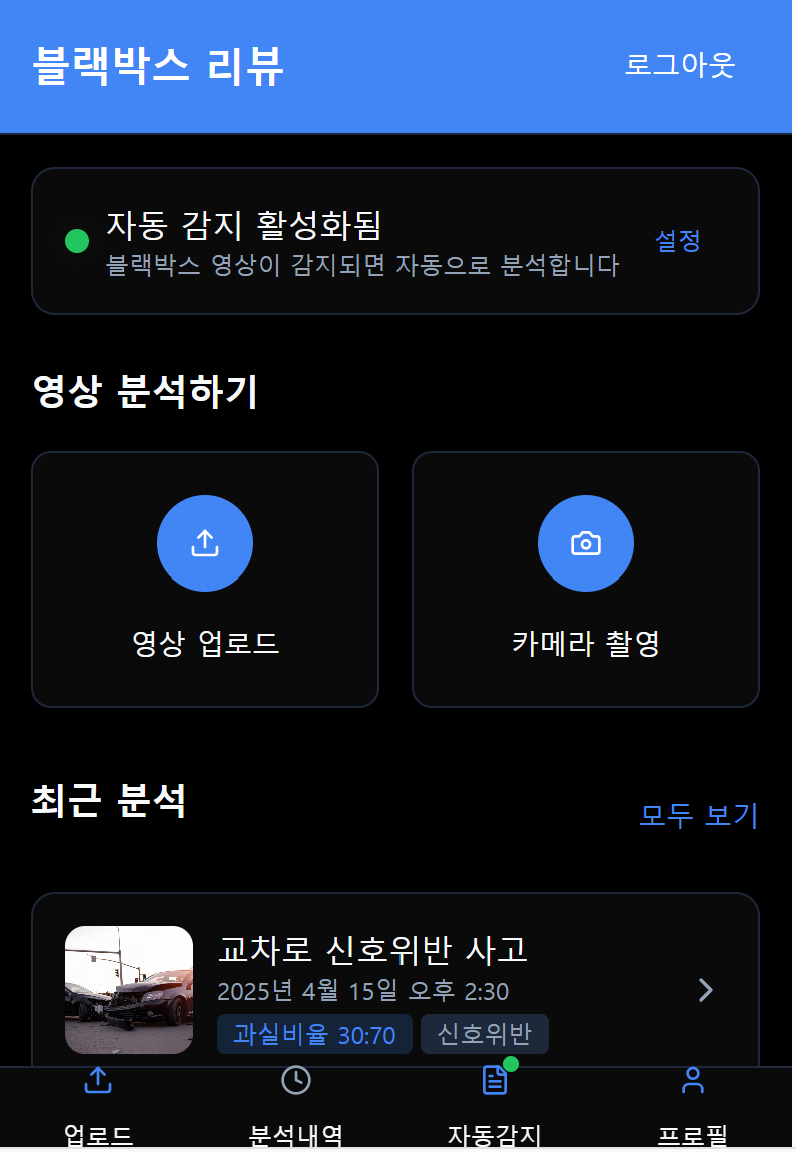 블랙박스 리뷰
로그아웃
자동 감지 활성화됨
블랙박스 영상이 감지되면 자동으로 분석합니다
설정
영상 분석하기
영상 업로드
카메라 촬영
최근 분석
모두 보기
교차로 신호위반 사고
2025년 4월 15일 오후 2:30
과실비율 30:70
신호위반
업로드
분석내역
자동감지
프로필